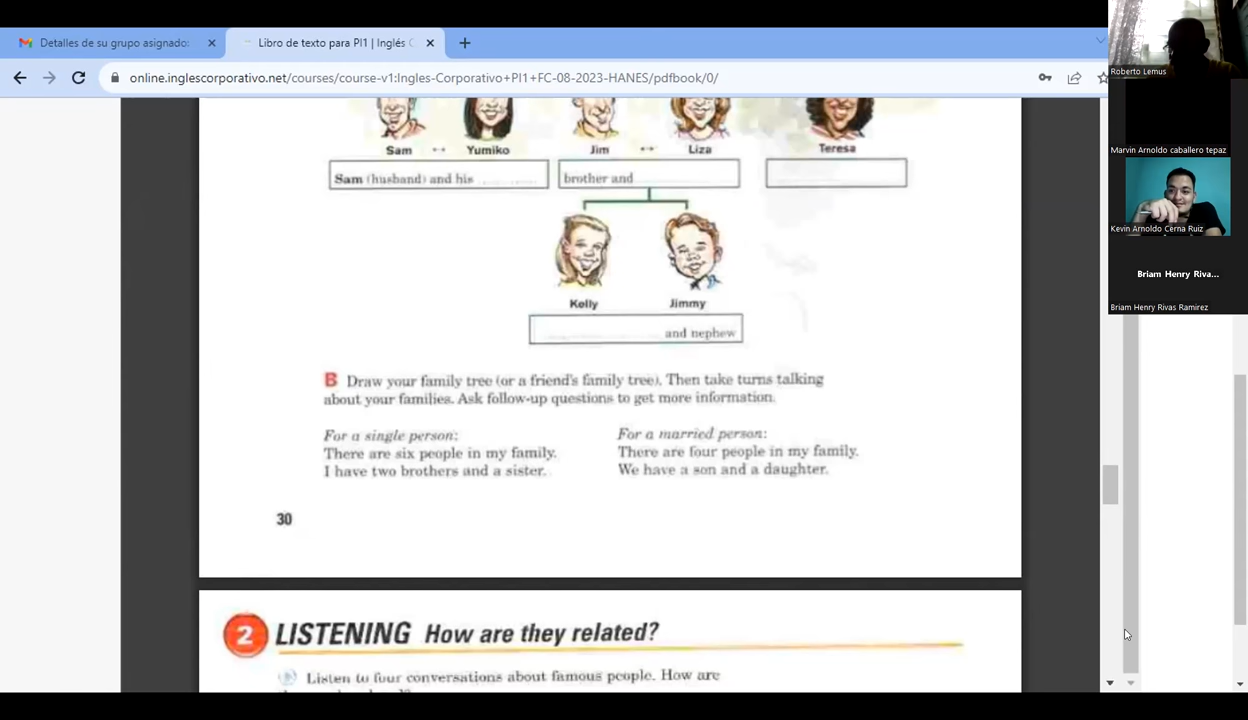 Detalles de su grupo asignado:
Libro de texto para PI1 | Inglés C
online.inglescorporativo.net/courses/course-v1:Ingles-Corporativo+PI1+FC-08-2023-HANES/pdfbook/0/
Roberto Lemus
Marvin Arnoldo caballero tepaz
Kevin Arnoldo Cerna Ruiz
Briam Henry Riva...
Briam Henry Rivas Ramirez
Sam ↔ Yumiko Jim ↔ Liza Teresa
Sam (husband) and his .......... brother and
Kelly Jimmy
and nephew
B Draw your family tree (or a friend's family tree). Then take turns talking
about your families. Ask follow-up questions to get more information.
For a single person:
There are six people in my family.
I have two brothers and a sister.
For a married person:
There are four people in my family.
We have a son and a daughter.
30
2 LISTENING How are they related?
Listen to four conversations about famous people. How are